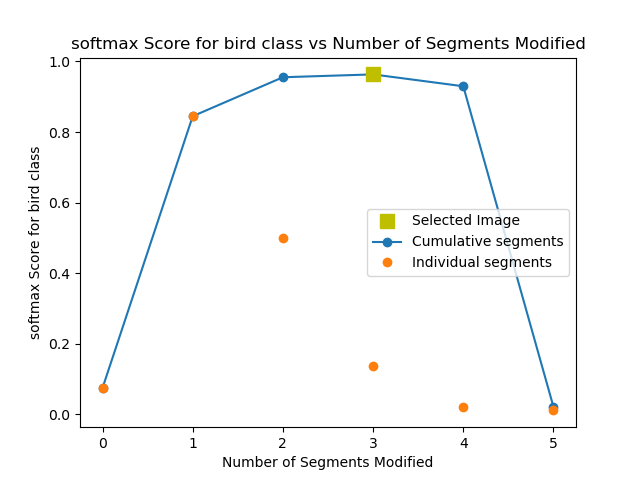 softmax Score for bird class vs Number of Segments Modified
1.0
0.8
0.6
0.4
0.2
0.0
softmax Score for bird class
Selected Image
Cumulative segments
Individual segments
0 1 2 3 4 5
Number of Segments Modified